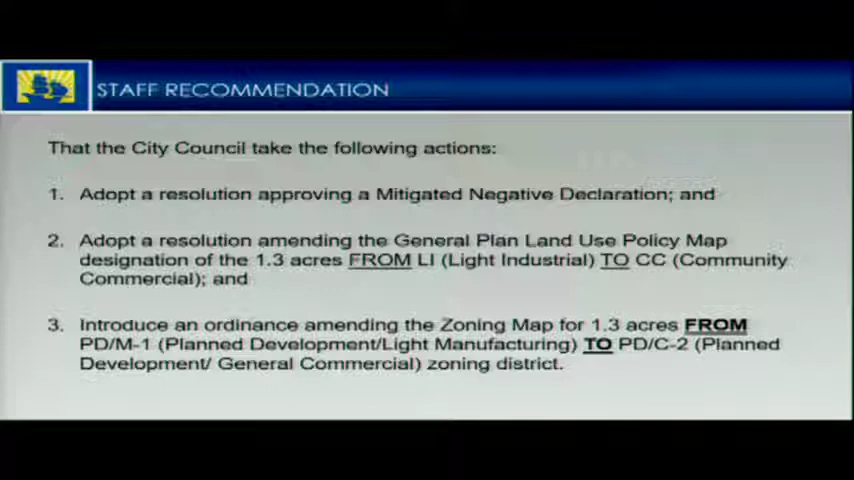 STAFF RECOMMENDATION
That the City Council take the following actions:
1. Adopt a resolution approving a Mitigated Negative Declaration; and
2. Adopt a resolution amending the General Plan Land Use Policy Map
designation of the 1.3 acres FROM LI (Light Industrial) TO CC (Community
Commercial); and
3. Introduce an ordinance amending the Zoning Map for 1.3 acres FROM
PD/M-1 (Planned Development/Light Manufacturing) TO PD/C-2 (Planned
Development/ General Commercial) zoning district.